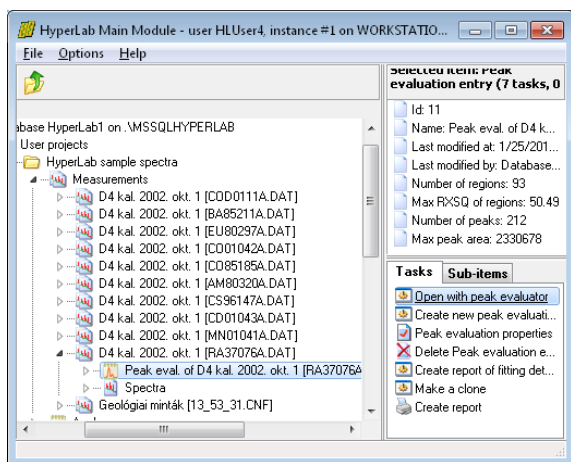 HyperLab Main Module - user HLUser4, instance #1 on WORKSTATIO...
File Options Help
abase HyperLab1 on .\MSSQLHYPERLAB
User projects
HyperLab sample spectra
Measurements
D4 kal. 2002. okt. 1 [COD0111A.DAT]
D4 kal. 2002. okt. 1 [BA85211A.DAT]
D4 kal. 2002. okt. 1 [EU80297A.DAT]
D4 kal. 2002. okt. 1 [CO01042A.DAT]
D4 kal. 2002. okt. 1 [CO85185A.DAT]
D4 kal. 2002. okt. 1 [AM80320A.DAT]
D4 kal. 2002. okt. 1 [CS96147A.DAT]
D4 kal. 2002. okt. 1 [CD01043A.DAT]
D4 kal. 2002. okt. 1 [MN01041A.DAT]
D4 kal. 2002. okt. 1 [RA37076A.DAT]
Peak eval. of D4 kal. 2002. okt. 1 [RA37076A
Spectra
Geológiai minták [13_53_31.CNF]
Selected item: Peak
evaluation entry (7 tasks, 0
Id: 11
Name: Peak eval. of D4 k...
Last modified at: 1/25/201...
Last modified by: Database...
Number of regions: 93
Max RXSQ of regions: 50.49
Number of peaks: 212
Max peak area: 2330678
Tasks Sub-items
Open with peak evaluator
Create new peak evaluati...
Peak evaluation properties
Delete Peak evaluation e...
Create report of fitting det...
Make a clone
Create report